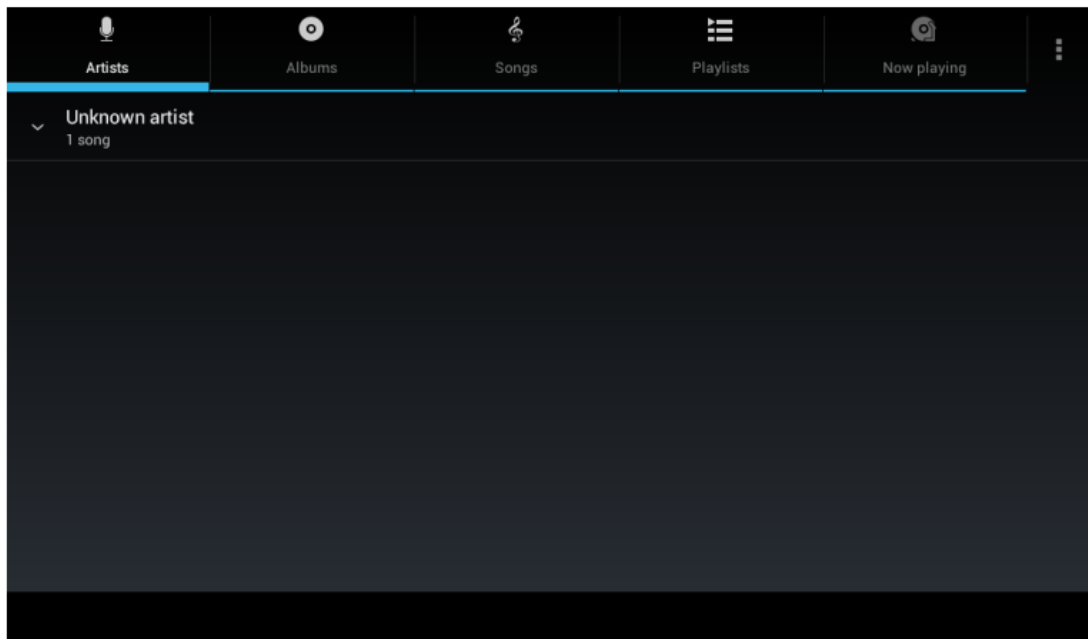 Artists
Albums
Songs
Playlists
Now playing
Unknown artist
1 song